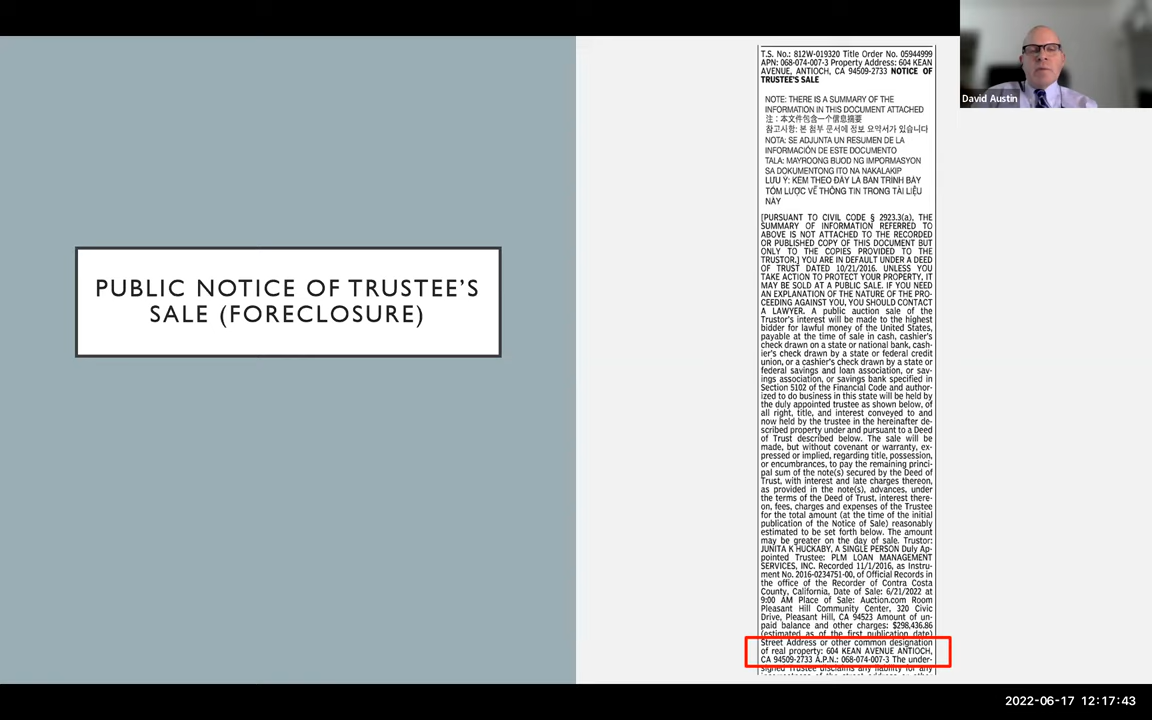 PUBLIC NOTICE OF TRUSTEE’S
SALE (FORECLOSURE)
T.S. No.: 812W-019320 Title Order No. 05944999
APN: 068-074-007-3 Property Address: 604 KEAN
AVENUE, ANTIOCH, CA 94509-2733 NOTICE OF
TRUSTEE'S SALE
NOTE: THERE IS A SUMMARY OF THE
INFORMATION IN THIS DOCUMENT ATTACHED
注：本文件包含一个信息摘要
참고사항: 본 첨부 문서에 정보 요약서가 있습니다
NOTA: SE ADJUNTA UN RESUMEN DE LA
INFORMACIÓN DE ESTE DOCUMENTO
TALA: MAYROONG BUOD NG IMPORMASYON
SA DOKUMENTONG ITO NA NAKALAKIP
LƯU Ý: KÈM THEO ĐÂY LÀ BẢN TRÌNH BÀY
TÓM LƯỢC VỀ THÔNG TIN TRONG TÀI LIỆU
NÀY
[PURSUANT TO CIVIL CODE § 2923.3(a), THE
SUMMARY OF INFORMATION REFERRED TO
ABOVE IS NOT ATTACHED TO THE RECORDED
OR PUBLISHED COPY OF THIS DOCUMENT BUT
ONLY TO THE COPIES PROVIDED TO THE
TRUSTOR.] YOU ARE IN DEFAULT UNDER A DEED
OF TRUST DATED 10/21/2016. UNLESS YOU
TAKE ACTION TO PROTECT YOUR PROPERTY, IT
MAY BE SOLD AT A PUBLIC SALE. IF YOU NEED
AN EXPLANATION OF THE NATURE OF THE PRO-
CEEDING AGAINST YOU, YOU SHOULD CONTACT
A LAWYER. A public auction sale of the
Trustor's interest will be made to the highest
bidder for lawful money of the United States,
payable at the time of sale in cash, cashier's
check drawn on a state or national bank, cash-
ier's check drawn by a state or federal credit
union, or a cashier's check drawn by a state or
federal savings and loan association, or sav-
ings association, or savings bank specified in
Section 5102 of the Financial Code and author-
ized to do business in this state will be held by
the duly appointed trustee as shown below, of
all right, title, and interest conveyed to and
now held by the trustee in the hereinafter de-
scribed property under and pursuant to a Deed
of Trust described below. The sale will be
made, but without covenant or warranty, ex-
pressed or implied, regarding title, possession,
or encumbrances, to pay the remaining princi-
pal sum of the note(s) secured by the Deed of
Trust, with interest and late charges thereon,
as provided in the note(s), advances, under
the terms of the Deed of Trust, interest there-
on, fees, charges and expenses of the Trustee
for the total amount (at the time of the initial
publication of the Notice of Sale) reasonably
estimated to be set forth below. The amount
may be greater on the day of sale. Trustor:
JUNITA K HUCKABY, A SINGLE PERSON Duly Ap-
pointed Trustee: PLM LOAN MANAGEMENT
SERVICES, INC. Recorded 11/1/2016, as Instru-
ment No. 2016-0234751-00, of Official Records in
the office of the Recorder of Contra Costa
County, California, Date of Sale: 6/21/2022 at
9:00 AM Place of Sale: Auction.com Room
Pleasant Hill Community Center, 320 Civic
Drive, Pleasant Hill, CA 94523 Amount of un-
paid balance and other charges: $298,436.86
(estimated as of the first publication date)
Street Address or other common designation
of real property: 604 KEAN AVENUE ANTIOCH,
CA 94509-2733 A.P.N.: 068-074-007-3 The under-
signed Trustee disclaims any liability for any
David Austin
2022-06-17 12:17:43